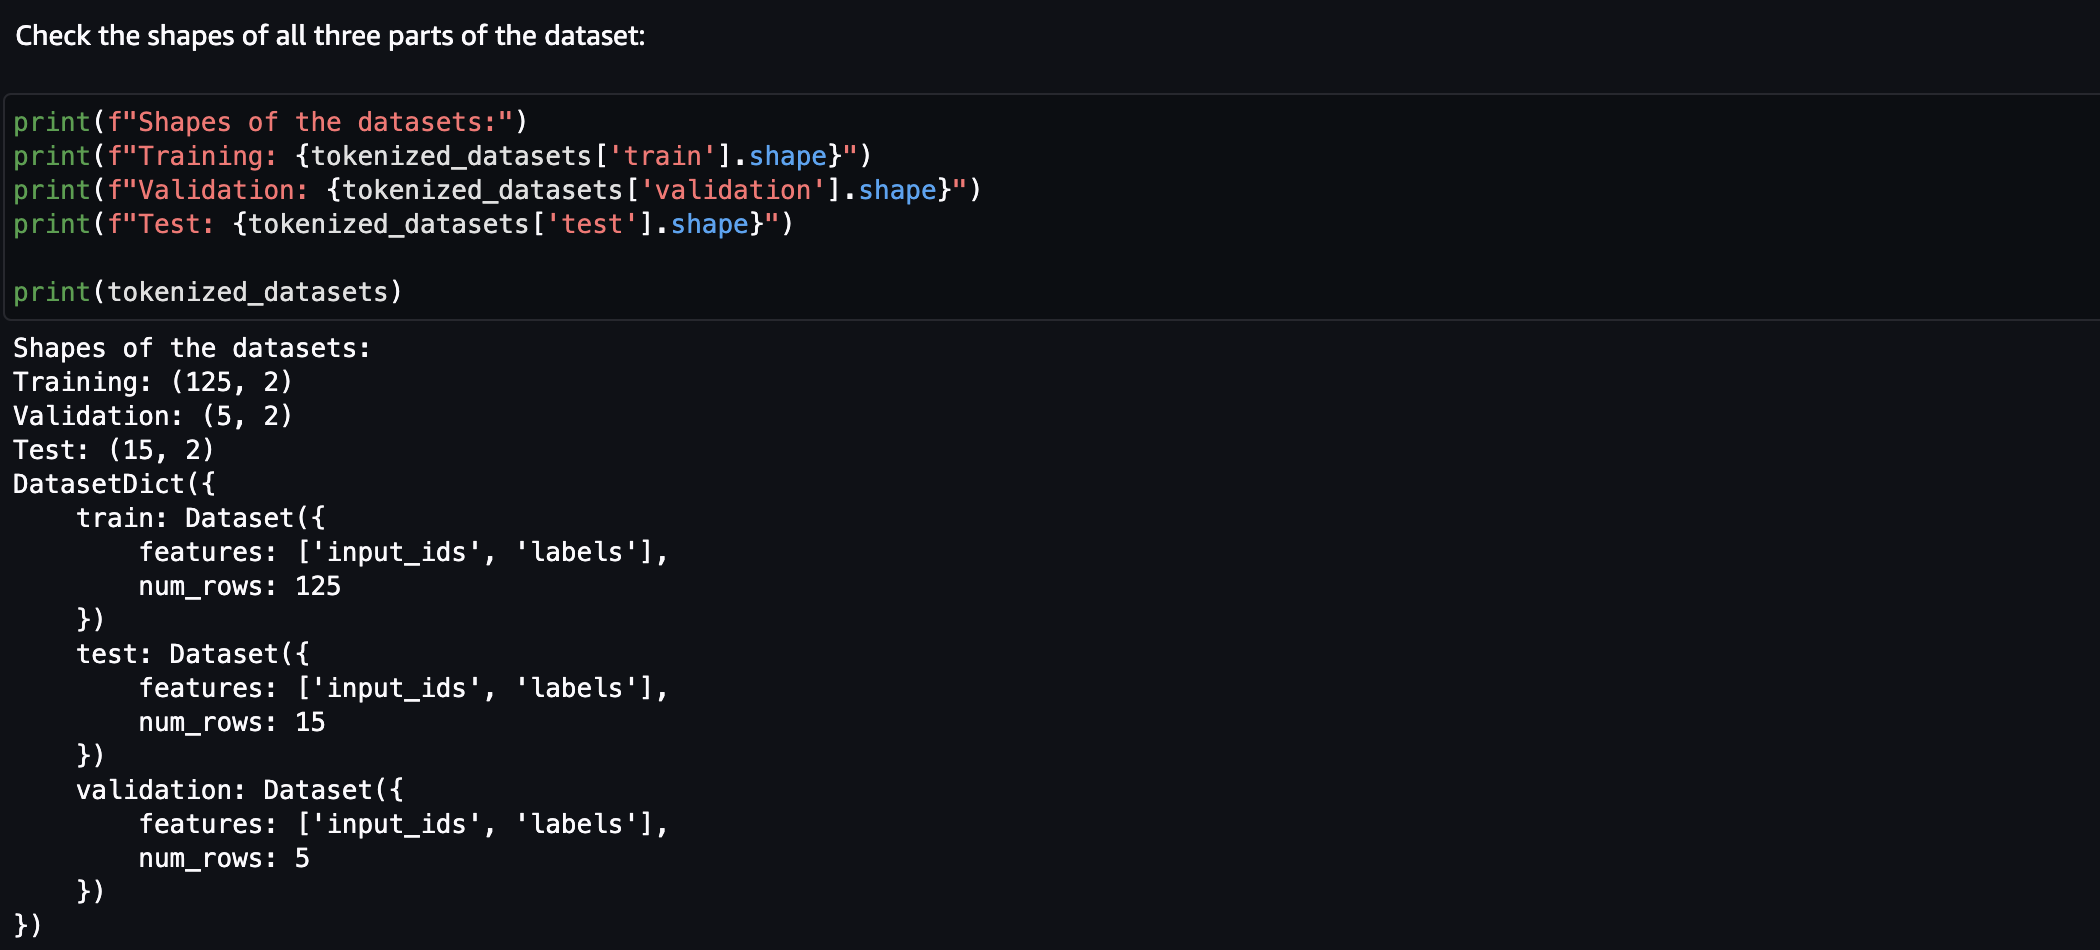 Check the shapes of all three parts of the dataset:
print(f"Shapes of the datasets:")
print(f"Training: {tokenized_datasets['train'].shape}")
print(f"Validation: {tokenized_datasets['validation'].shape}")
print(f"Test: {tokenized_datasets['test'].shape}")

print(tokenized_datasets)
Shapes of the datasets:
Training: (125, 2)
Validation: (5, 2)
Test: (15, 2)
DatasetDict({
    train: Dataset({
        features: ['input_ids', 'labels'],
        num_rows: 125
    })
    test: Dataset({
        features: ['input_ids', 'labels'],
        num_rows: 15
    })
    validation: Dataset({
        features: ['input_ids', 'labels'],
        num_rows: 5
    })
})